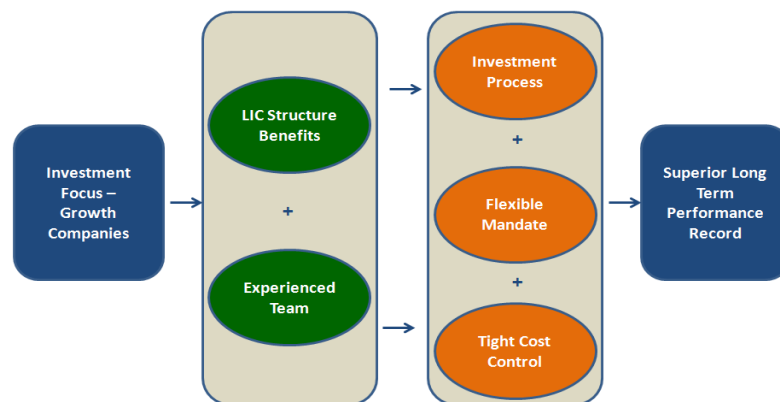 Investment
Focus –
Growth
Companies
LIC Structure
Benefits
+
Experienced
Team
Investment
Process
+
Flexible
Mandate
+
Tight Cost
Control
Superior Long
Term
Performance
Record